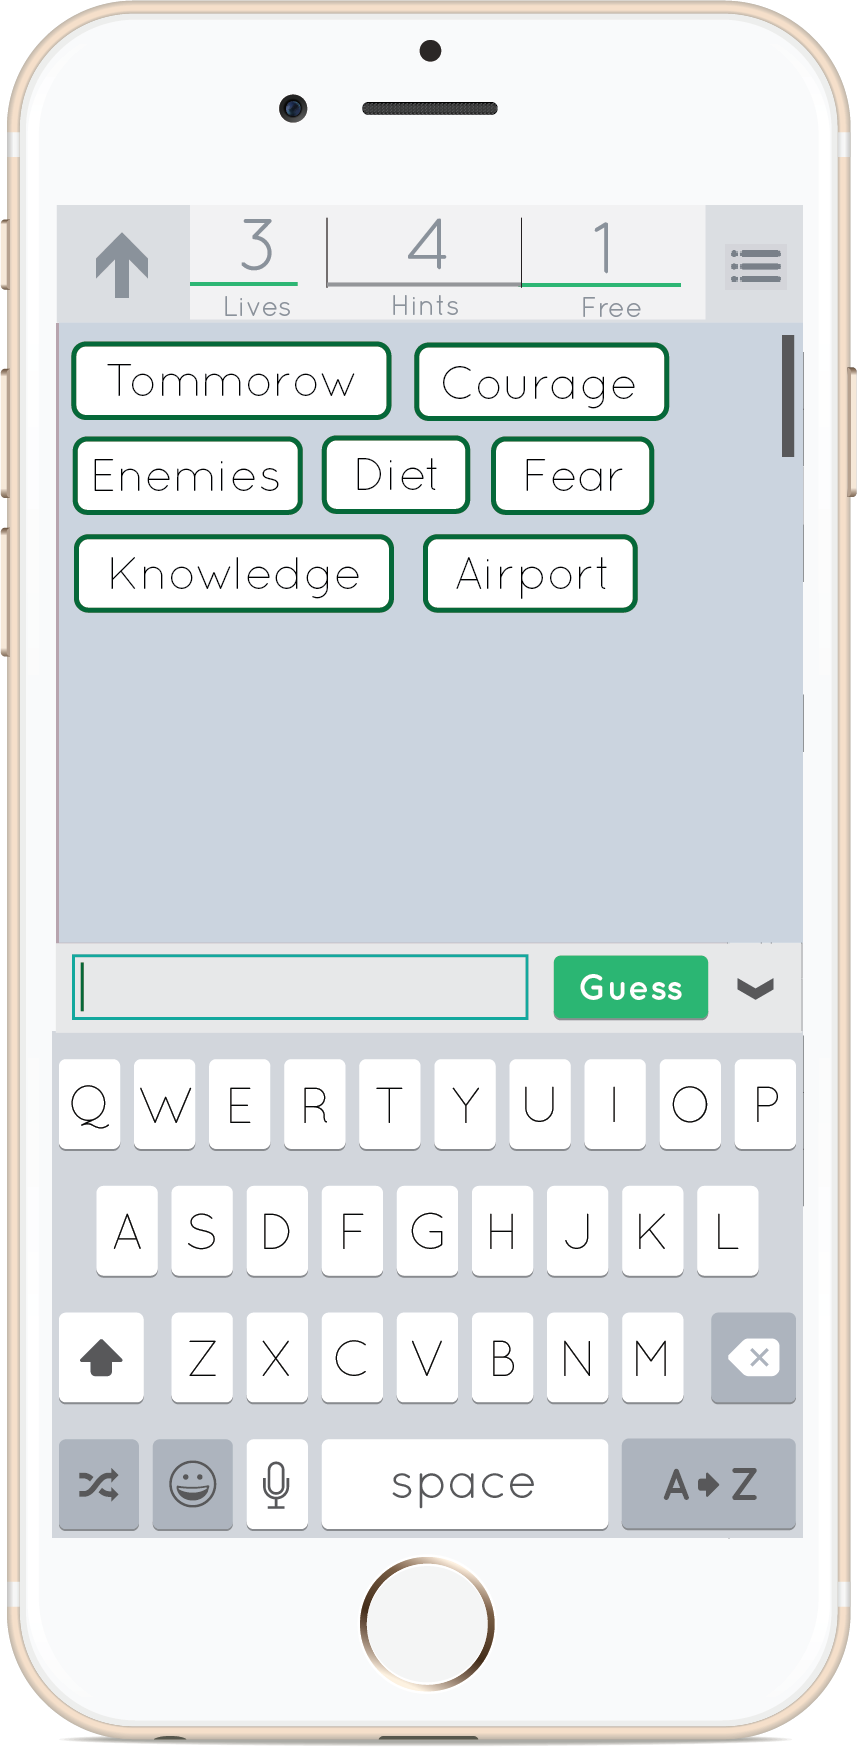 3 4 1
Lives Hints Free
Tommorow Courage
Enemies Diet Fear
Knowledge Airport
Guess
Q W E R T Y U I O P
A S D F G H J K L
Z X C V B N M
space A Z